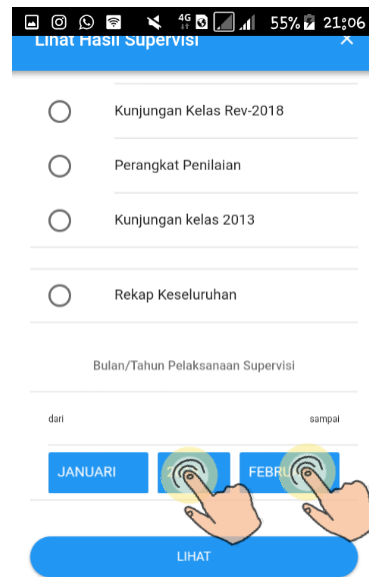 4G 55% 21:06
Lihat Hasil Supervisi ×
Kunjungan Kelas Rev-2018
Perangkat Penilaian
Kunjungan kelas 2013
Rekap Keseluruhan
Bulan/Tahun Pelaksanaan Supervisi
dari sampai
JANUARI
LIHAT